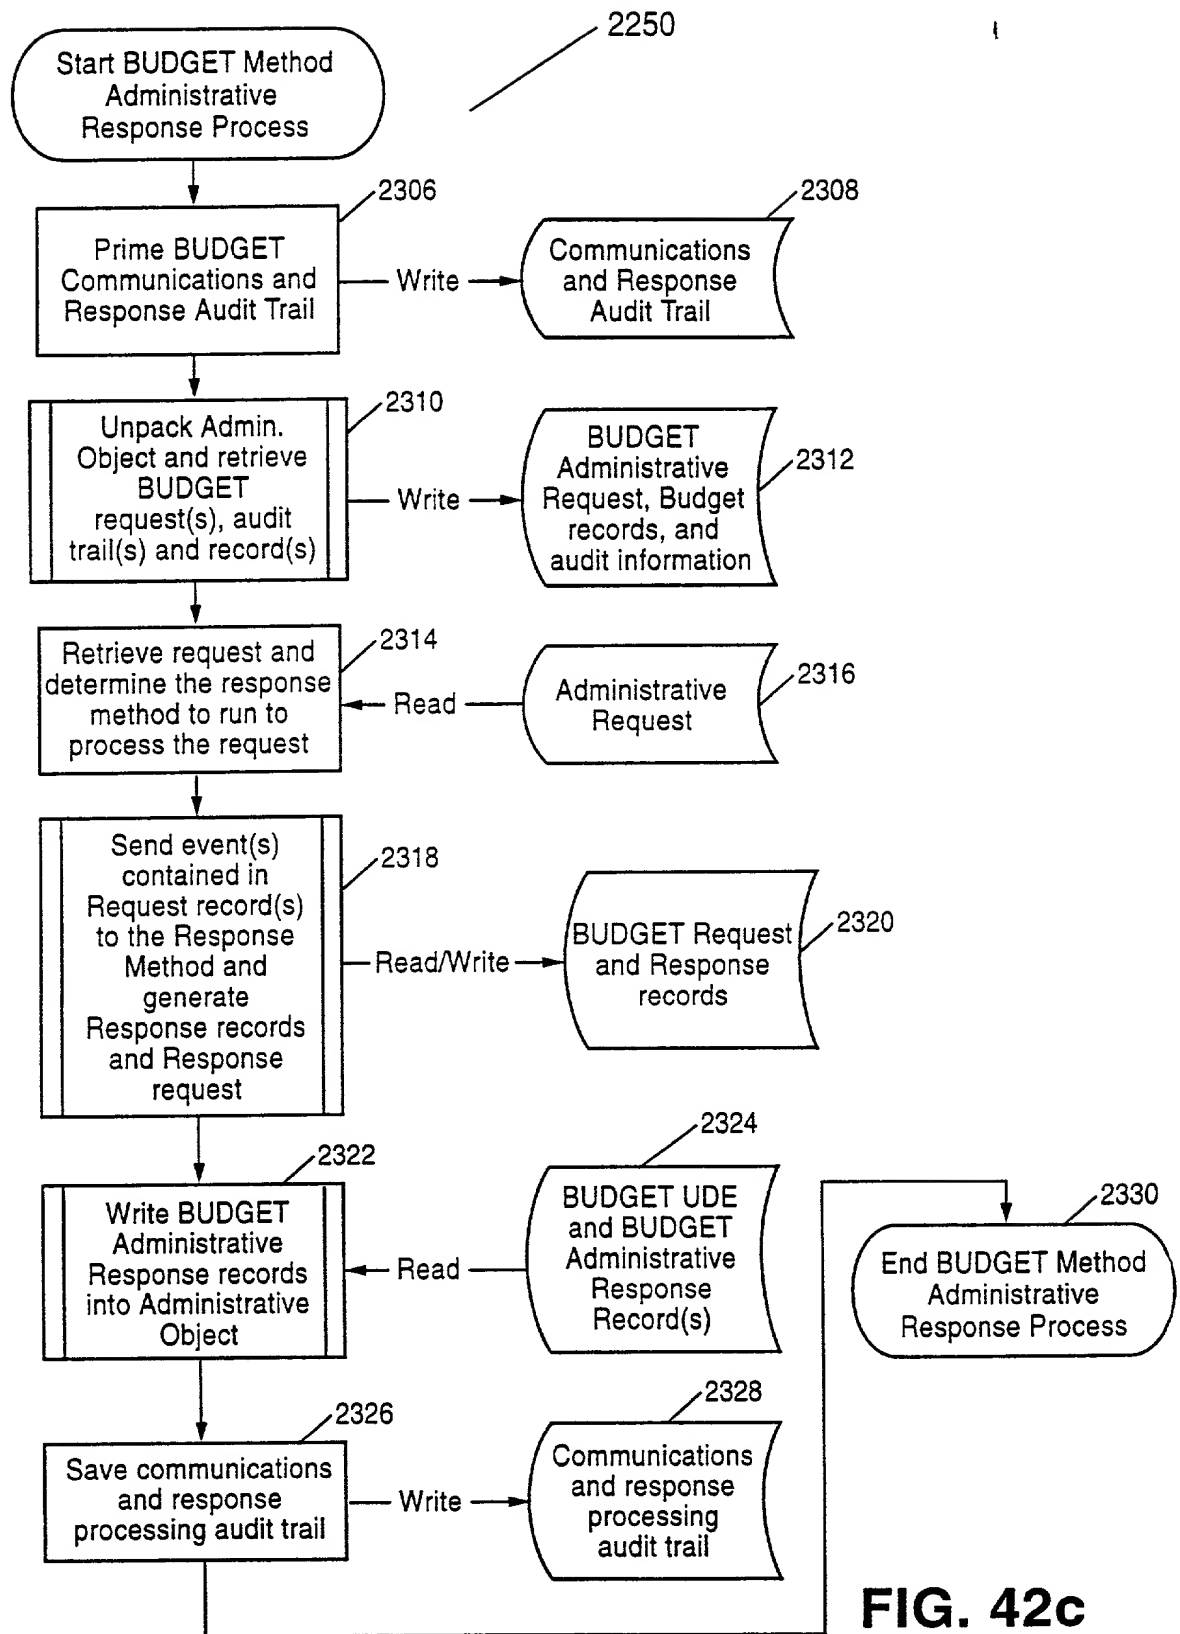 2250
Start BUDGET Method
Administrative
Response Process
2306
Prime BUDGET
Communications and
Response Audit Trail
Write
2308
Communications
and Response
Audit Trail
2310
Unpack Admin.
Object and retrieve
BUDGET
request(s), audit
trail(s) and record(s)
Write
2312
BUDGET
Administrative
Request, Budget
records, and
audit information
2314
Retrieve request and
determine the response
method to run to
process the request
Read
2316
Administrative
Request
2318
Send event(s)
contained in
Request record(s)
to the Response
Method and
generate
Response records
and Response
request
Read/Write
2320
BUDGET Request
and Response
records
2322
Write BUDGET
Administrative
Response records
into Administrative
Object
Read
2324
BUDGET UDE
and BUDGET
Administrative
Response
Record(s)
2326
Save communications
and response
processing audit trail
Write
2328
Communications
and response
processing
audit trail
2330
End BUDGET Method
Administrative
Response Process
FIG. 42c